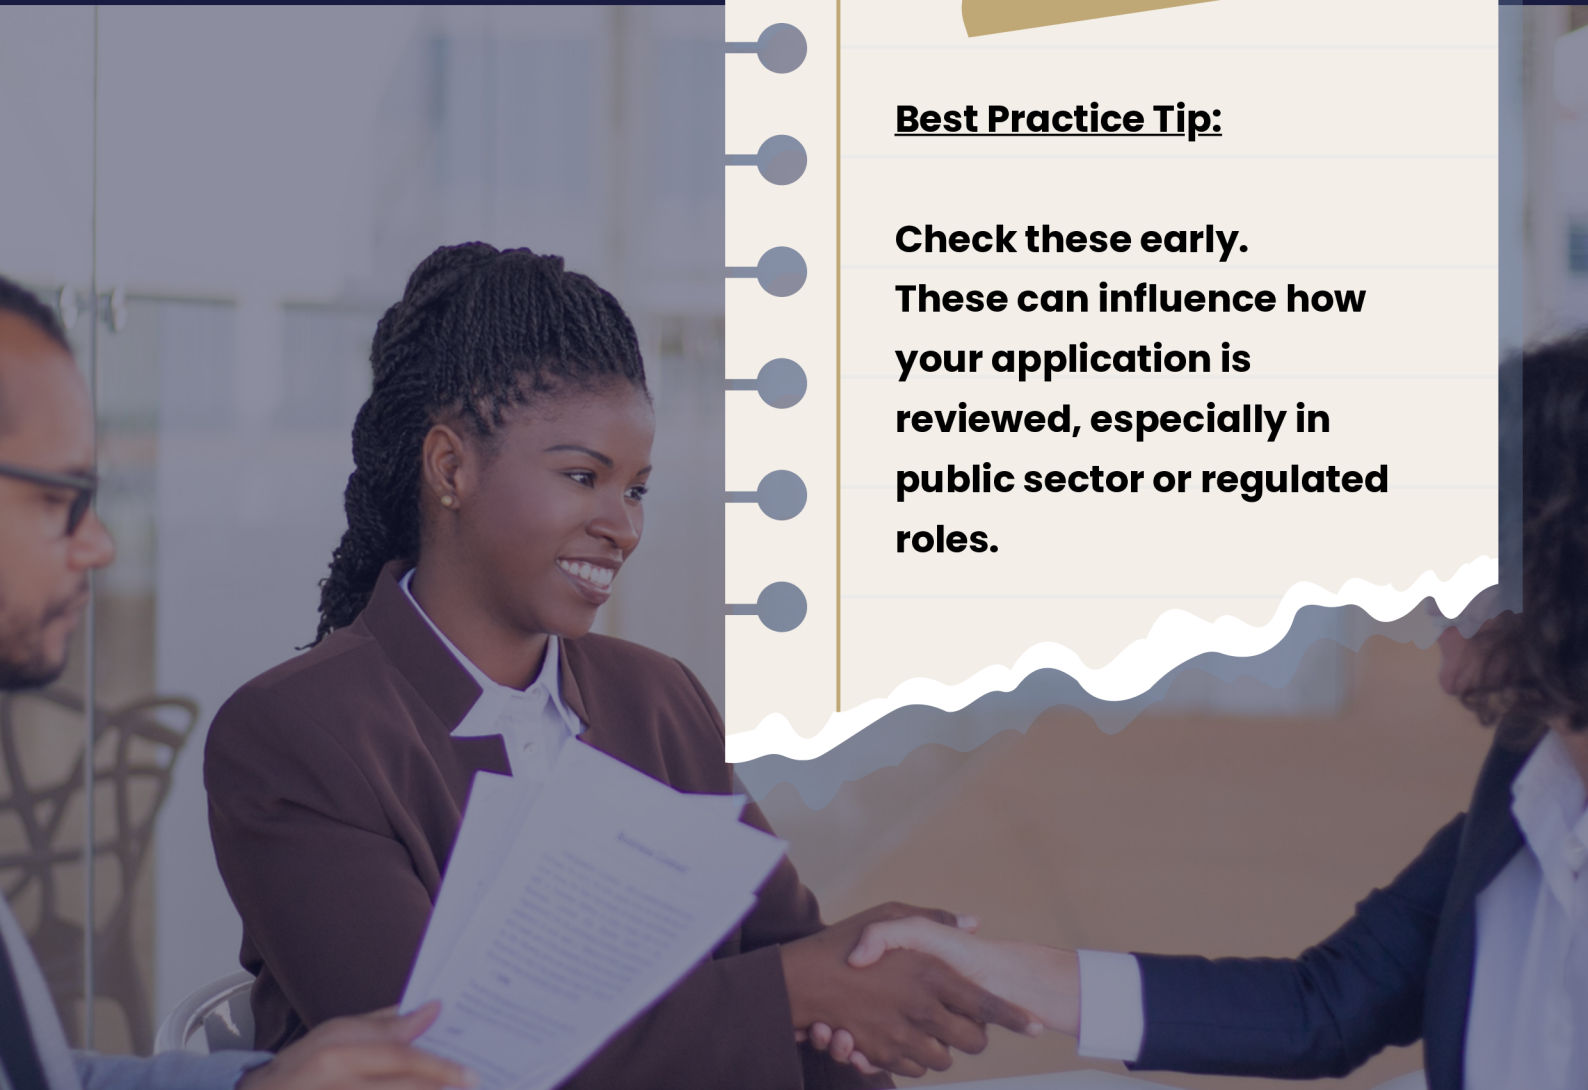 Best Practice Tip:
Check these early.
These can influence how
your application is
reviewed, especially in
public sector or regulated
roles.